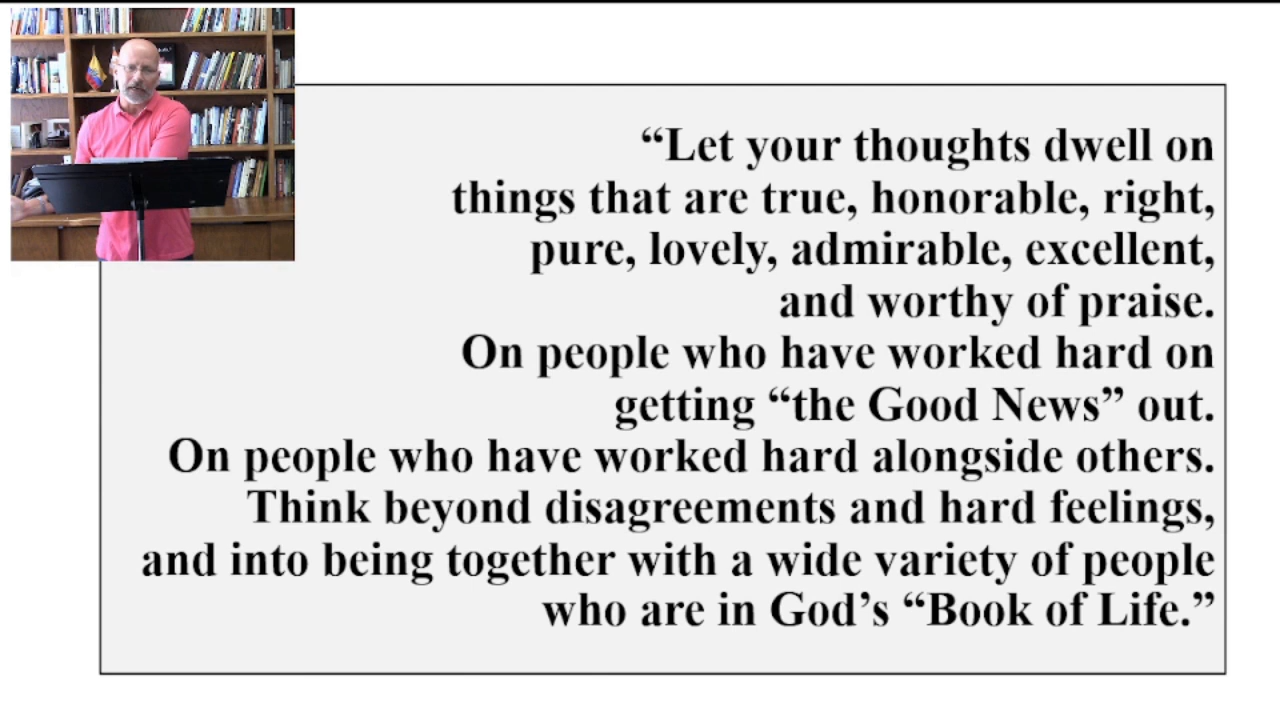 “Let your thoughts dwell on
things that are true, honorable, right,
pure, lovely, admirable, excellent,
and worthy of praise.
On people who have worked hard on
getting “the Good News” out.
On people who have worked hard alongside others.
Think beyond disagreements and hard feelings,
and into being together with a wide variety of people
who are in God’s “Book of Life.”